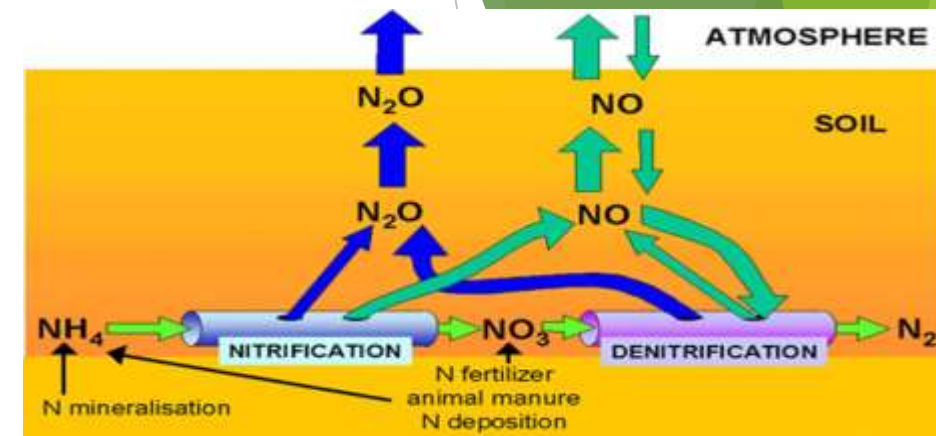 ATMOSPHERE
N₂O
NO
SOIL
N₂O
NO
NH₄
NO₃
N₂
NITRIFICATION
DENITRIFICATION
N mineralisation
N fertilizer
animal manure
N deposition